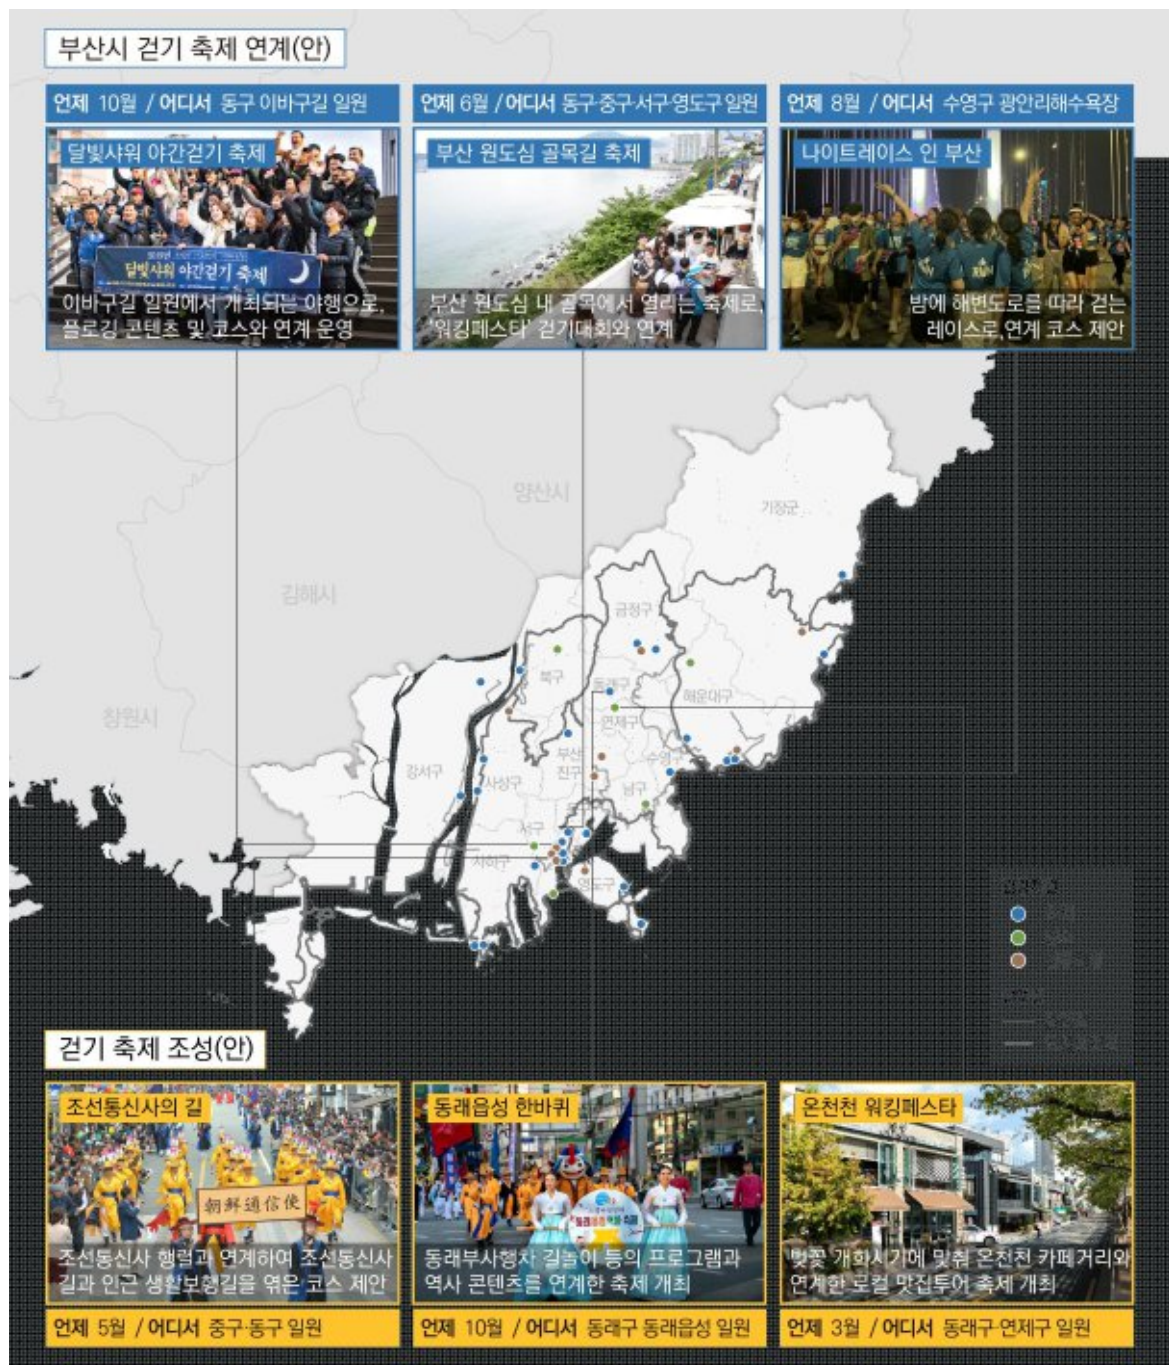 부산시 걷기 축제 연계(안)
언제 10월 / 어디서 동구 이바구길 일원
달빛샤워 야간걷기 축제
달빛샤워 야간걷기 축제
이바구길 일원에서 개최되는 야행으로,
플로깅 콘텐츠 및 코스와 연계 운영
언제 6월 / 어디서 동구·중구·서구·영도구 일원
부산 원도심 골목길 축제
부산 원도심 내 골목에서 열리는 축제로,
'워킹페스타' 걷기대회와 연계
언제 8월 / 어디서 수영구 광안리해수욕장
나이트레이스 인 부산
밤에 해변도로를 따라 걷는
레이스로,연계 코스 제안
양산시
기장군
김해시
금정구
북구
동래구
해운대구
창원시
연제구
부산
진구
수영구
강서구
사상구
남구
서구
사하구
영도구
걷기 축제 조성(안)
조선통신사의 길
朝鮮通信使
조선통신사 행렬과 연계하여 조선통신사
길과 인근 생활보행길을 엮은 코스 제안
언제 5월 / 어디서 중구·동구 일원
동래읍성 한바퀴
동래부사행차 길놀이 등의 프로그램과
역사 콘텐츠를 연계한 축제 개최
언제 10월 / 어디서 동래구 동래읍성 일원
온천천 워킹페스타
벚꽃 개화시기에 맞춰 온천천 카페거리와
연계한 로컬 맛집투어 축제 개최
언제 3월 / 어디서 동래구·연제구 일원